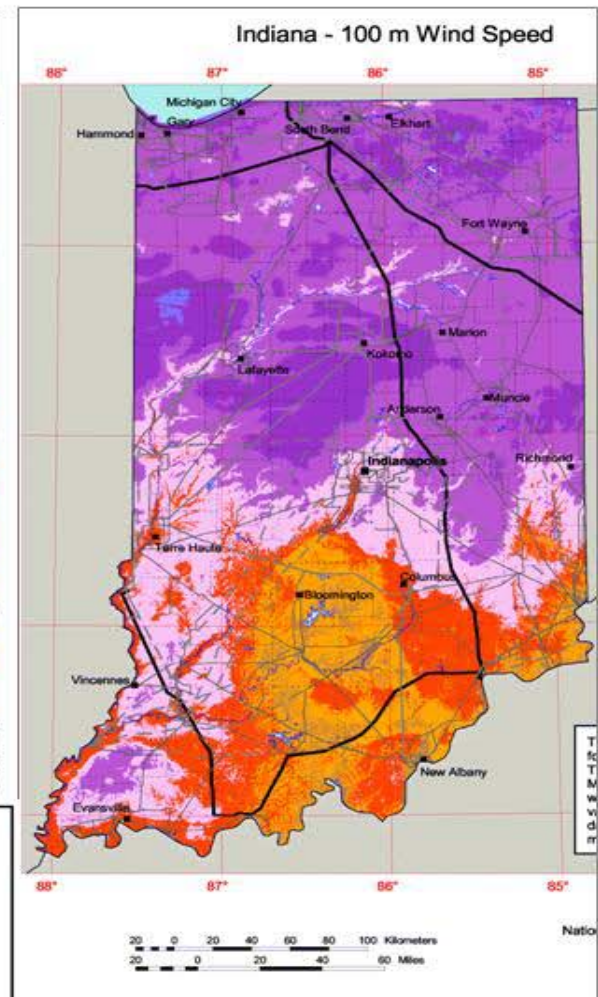 Indiana - 100 m Wind Speed
88° 87° 86° 85°
Michigan City
Gary
South Bend
Elkhart
Hammond
Fort Wayne
Marion
Kokomo
Lafayette
Muncie
Anderson
Indianapolis
Richmond
Terre Haute
Columbus
Bloomington
Vincennes
New Albany
Evansville
T
fo
T
M
w
va
d
m
88° 87° 86° 85°
Natio
20 0 20 40 60 80 100 Kilometers
20 0 20 40 60 Miles